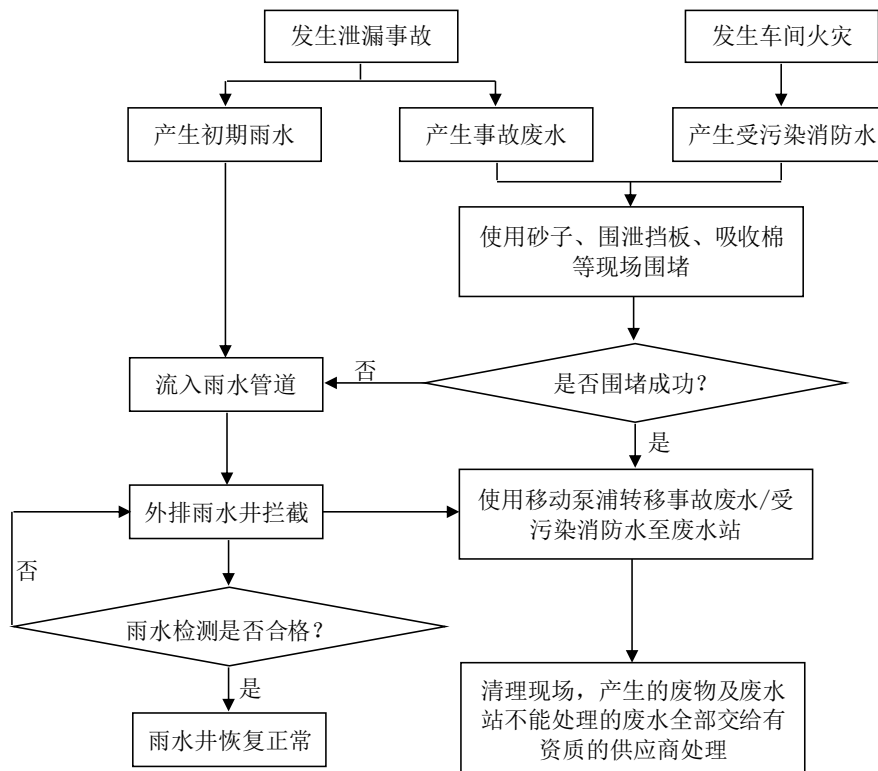 发生泄漏事故
发生车间火灾
产生初期雨水
产生事故废水
产生受污染消防水
使用砂子、围泄挡板、吸收棉
等现场围堵
流入雨水管道
否
是否围堵成功？
是
外排雨水井拦截
使用移动泵浦转移事故废水/受
污染消防水至废水站
否
雨水检测是否合格？
是
雨水井恢复正常
清理现场，产生的废物及废水
站不能处理的废水全部交给有
资质的供应商处理